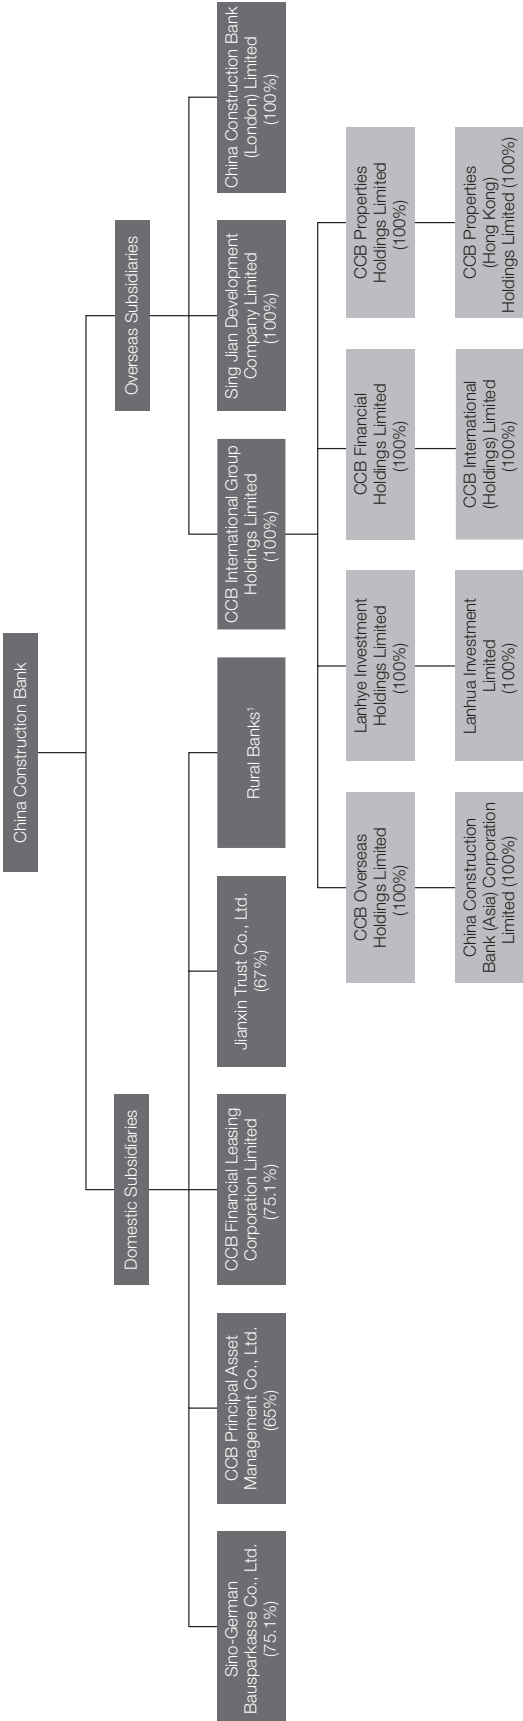 China Construction Bank
Domestic Subsidiaries
Overseas Subsidiaries
Sino-German
Bausparkasse Co., Ltd.
(75.1%)
CCB Principal Asset
Management Co., Ltd.
(65%)
CCB Financial Leasing
Corporation Limited
(75.1%)
Jianxin Trust Co., Ltd.
(67%)
Rural Banks¹
CCB International Group
Holdings Limited
(100%)
Sing Jian Development
Company Limited
(100%)
China Construction Bank
(London) Limited
(100%)
CCB Overseas
Holdings Limited
(100%)
Lanhye Investment
Holdings Limited
(100%)
CCB Financial
Holdings Limited
(100%)
CCB Properties
Holdings Limited
(100%)
China Construction
Bank (Asia) Corporation
Limited (100%)
Lanhua Investment
Limited
(100%)
CCB International
(Holdings) Limited
(100%)
CCB Properties
(Hong Kong)
Holdings Limited (100%)